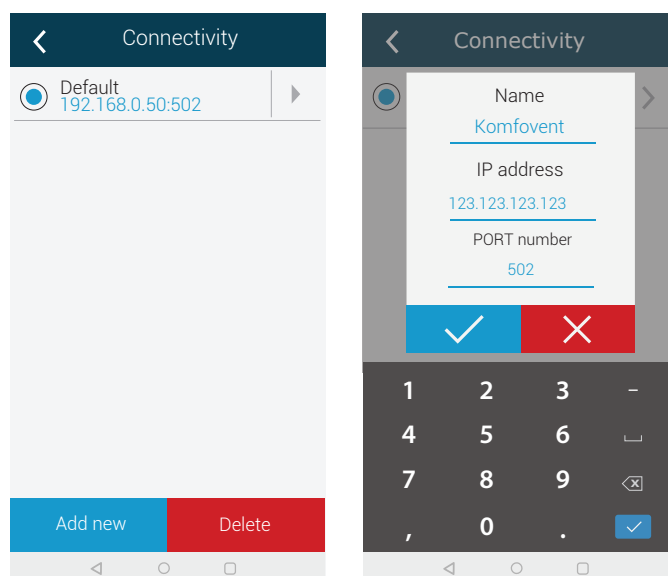 Connectivity
Default
192.168.0.50:502
Add new
Delete
Connectivity
Name
Komfovent
IP address
123.123.123.123
PORT number
502
1 2 3 –
4 5 6
7 8 9
, 0 .